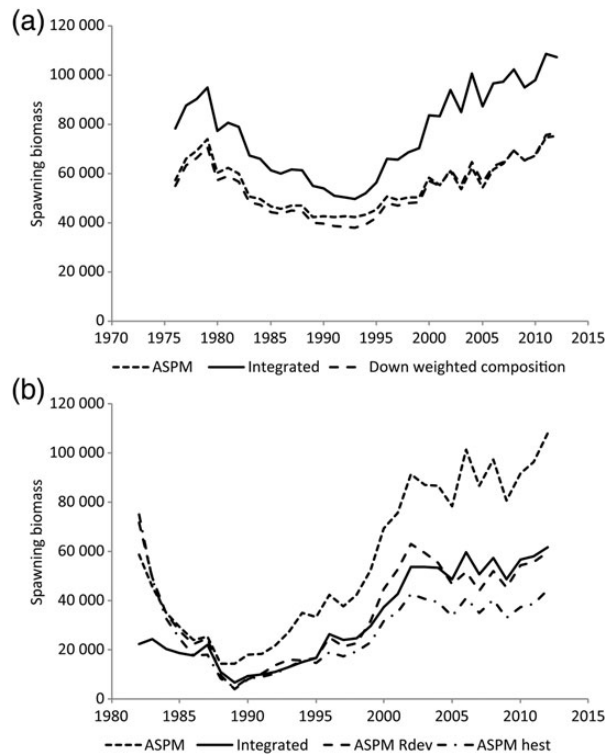 (a)
120 000
100 000
80 000
60 000
40 000
20 000
0
Spawning biomass
1970 1975 1980 1985 1990 1995 2000 2005 2010 2015
ASPM Integrated Down weighted composition
(b)
120 000
100 000
80 000
60 000
40 000
20 000
0
Spawning biomass
1980 1985 1990 1995 2000 2005 2010 2015
ASPM Integrated ASPM Rdev ASPM hest